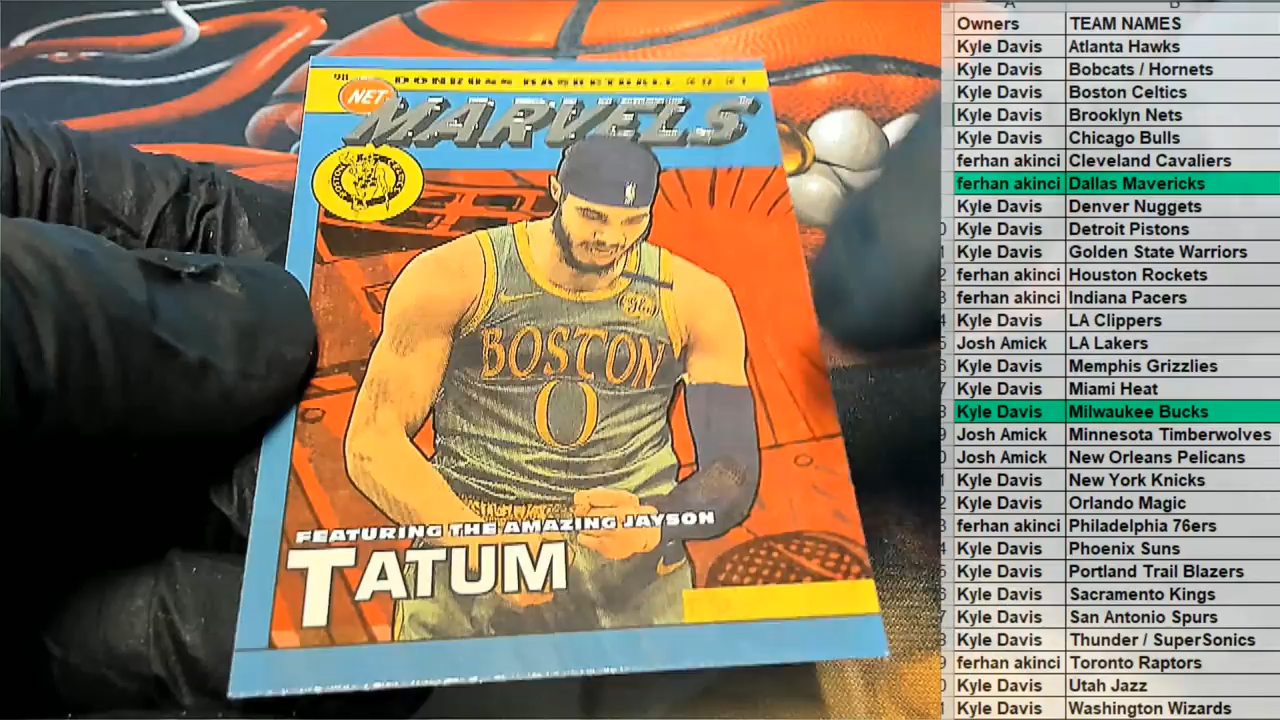 DONRUSS BASKETBALL 20-21
NET
MARVELS
BOSTON
0
FEATURING THE AMAZING JAYSON
TATUM
A
Owners TEAM NAMES
Kyle Davis Atlanta Hawks
Kyle Davis Bobcats / Hornets
Kyle Davis Boston Celtics
Kyle Davis Brooklyn Nets
Kyle Davis Chicago Bulls
ferhan akinci Cleveland Cavaliers
ferhan akinci Dallas Mavericks
Kyle Davis Denver Nuggets
Kyle Davis Detroit Pistons
Kyle Davis Golden State Warriors
ferhan akinci Houston Rockets
ferhan akinci Indiana Pacers
Kyle Davis LA Clippers
Josh Amick LA Lakers
Kyle Davis Memphis Grizzlies
Kyle Davis Miami Heat
Kyle Davis Milwaukee Bucks
Josh Amick Minnesota Timberwolves
Josh Amick New Orleans Pelicans
Kyle Davis New York Knicks
Kyle Davis Orlando Magic
ferhan akinci Philadelphia 76ers
Kyle Davis Phoenix Suns
Kyle Davis Portland Trail Blazers
Kyle Davis Sacramento Kings
Kyle Davis San Antonio Spurs
Kyle Davis Thunder / SuperSonics
ferhan akinci Toronto Raptors
Kyle Davis Utah Jazz
Kyle Davis Washington Wizards